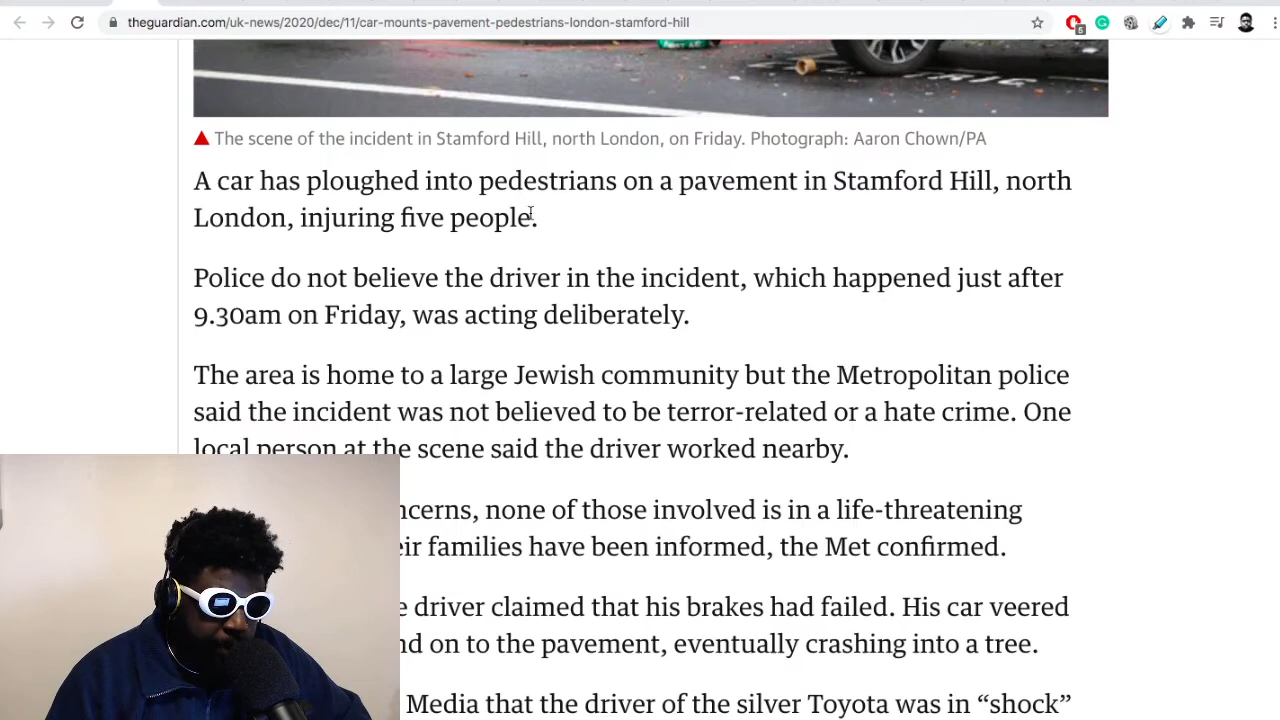 theguardian.com/uk-news/2020/dec/11/car-mounts-pavement-pedestrians-london-stamford-hill
5
The scene of the incident in Stamford Hill, north London, on Friday. Photograph: Aaron Chown/PA
A car has ploughed into pedestrians on a pavement in Stamford Hill, north
London, injuring five people.
Police do not believe the driver in the incident, which happened just after
9.30am on Friday, was acting deliberately.
The area is home to a large Jewish community but the Metropolitan police
said the incident was not believed to be terror-related or a hate crime. One
local person at the scene said the driver worked nearby.
none of those involved is in a life-threatening
families have been informed, the Met confirmed.
driver claimed that his brakes had failed. His car veered
on to the pavement, eventually crashing into a tree.
Media that the driver of the silver Toyota was in “shock”